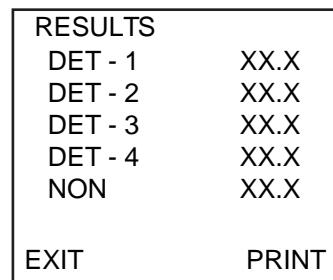 RESULTS
DET - 1 XX.X
DET - 2 XX.X
DET - 3 XX.X
DET - 4 XX.X
NON XX.X
EXIT PRINT